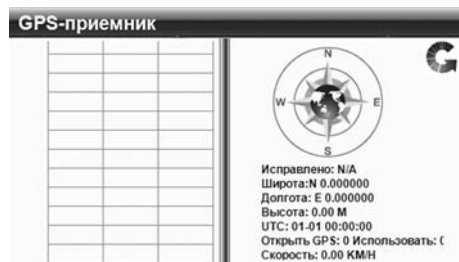 GPS-приемник
N
W
E
S
Исправлено: N/A
Широта:N 0.000000
Долгота: E 0.000000
Высота: 0.00 M
UTC: 01-01 00:00:00
Открыть GPS: 0 Использовать: (
Скорость: 0.00 KM/H